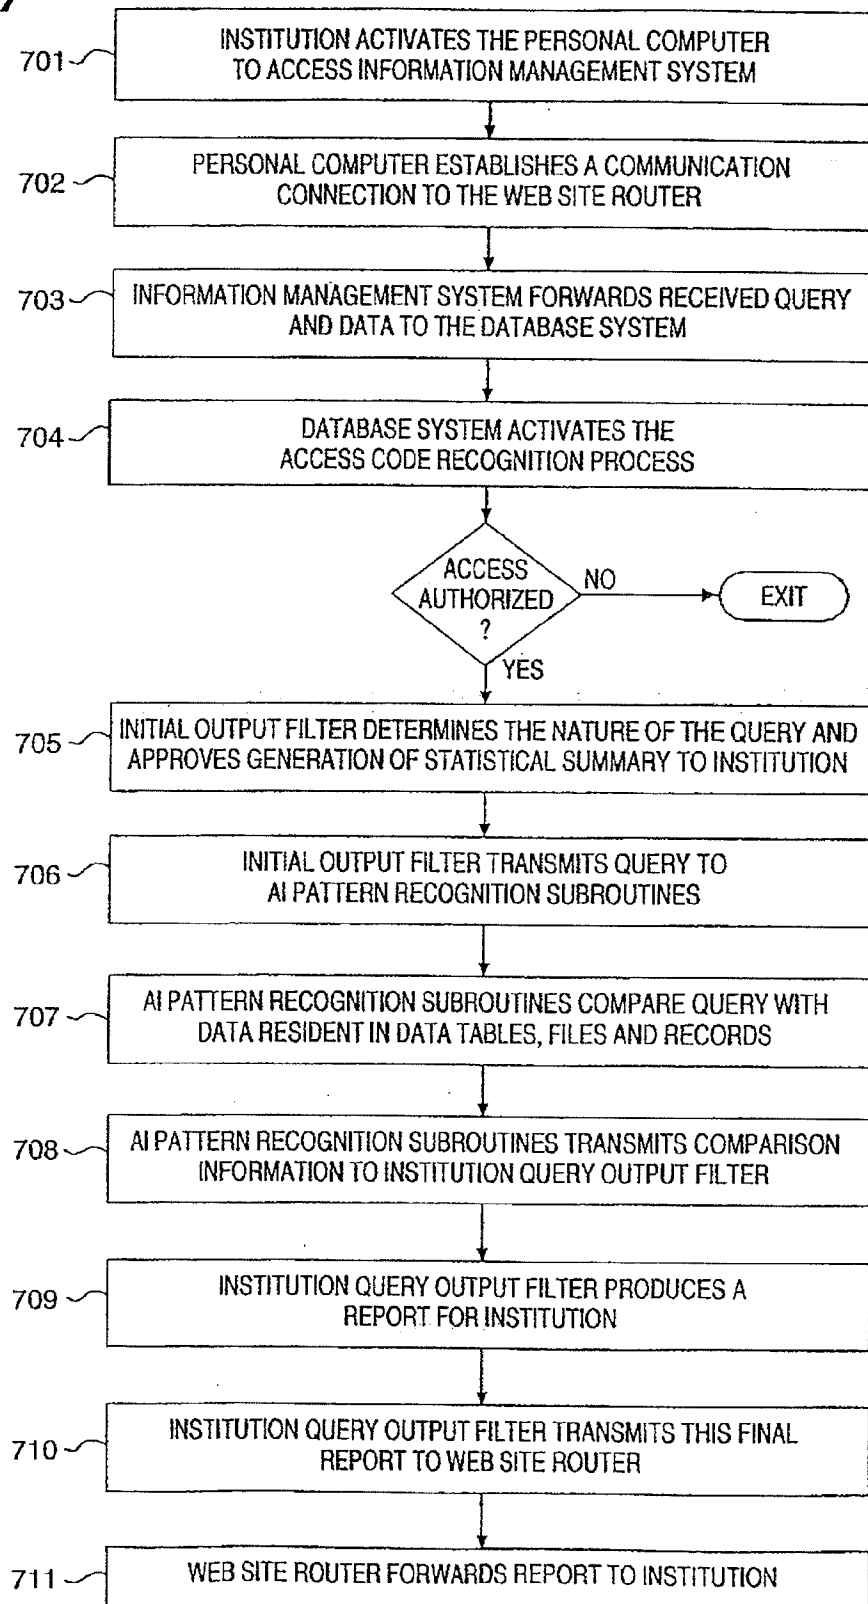 701
INSTITUTION ACTIVATES THE PERSONAL COMPUTER
TO ACCESS INFORMATION MANAGEMENT SYSTEM
702
PERSONAL COMPUTER ESTABLISHES A COMMUNICATION
CONNECTION TO THE WEB SITE ROUTER
703
INFORMATION MANAGEMENT SYSTEM FORWARDS RECEIVED QUERY
AND DATA TO THE DATABASE SYSTEM
704
DATABASE SYSTEM ACTIVATES THE
ACCESS CODE RECOGNITION PROCESS
ACCESS
AUTHORIZED
?
NO
EXIT
YES
705
INITIAL OUTPUT FILTER DETERMINES THE NATURE OF THE QUERY AND
APPROVES GENERATION OF STATISTICAL SUMMARY TO INSTITUTION
706
INITIAL OUTPUT FILTER TRANSMITS QUERY TO
AI PATTERN RECOGNITION SUBROUTINES
707
AI PATTERN RECOGNITION SUBROUTINES COMPARE QUERY WITH
DATA RESIDENT IN DATA TABLES, FILES AND RECORDS
708
AI PATTERN RECOGNITION SUBROUTINES TRANSMITS COMPARISON
INFORMATION TO INSTITUTION QUERY OUTPUT FILTER
709
INSTITUTION QUERY OUTPUT FILTER PRODUCES A
REPORT FOR INSTITUTION
710
INSTITUTION QUERY OUTPUT FILTER TRANSMITS THIS FINAL
REPORT TO WEB SITE ROUTER
711
WEB SITE ROUTER FORWARDS REPORT TO INSTITUTION